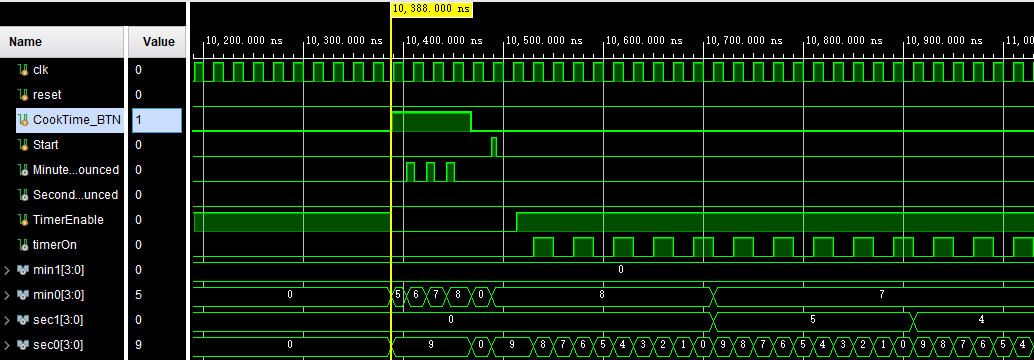 10,388.000 ns
Name Value
10,200.000 ns 10,300.000 ns 10,400.000 ns 10,500.000 ns 10,600.000 ns 10,700.000 ns 10,800.000 ns 10,900.000 ns 11,00
clk 0
reset 0
CookTime_BTN 1
Start 0
Minute...ounced 0
Second...ounced 0
TimerEnable 0
timerOn 0
min1[3:0] 0 0
min0[3:0] 5 0 5 6 7 8 0 8 7
sec1[3:0] 0 0 5 4
sec0[3:0] 9 0 9 0 9 8 7 6 5 4 3 2 1 0 9 8 7 6 5 4 3 2 1 0 9 8 7 6 5 4